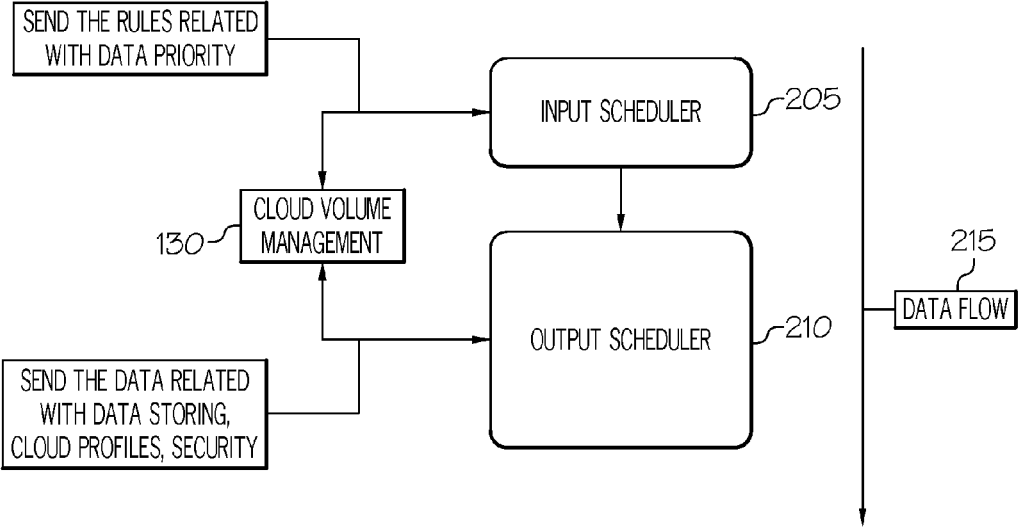 SEND THE RULES RELATED
WITH DATA PRIORITY
INPUT SCHEDULER
205
CLOUD VOLUME
MANAGEMENT
130
215
DATA FLOW
OUTPUT SCHEDULER
210
SEND THE DATA RELATED
WITH DATA STORING,
CLOUD PROFILES, SECURITY